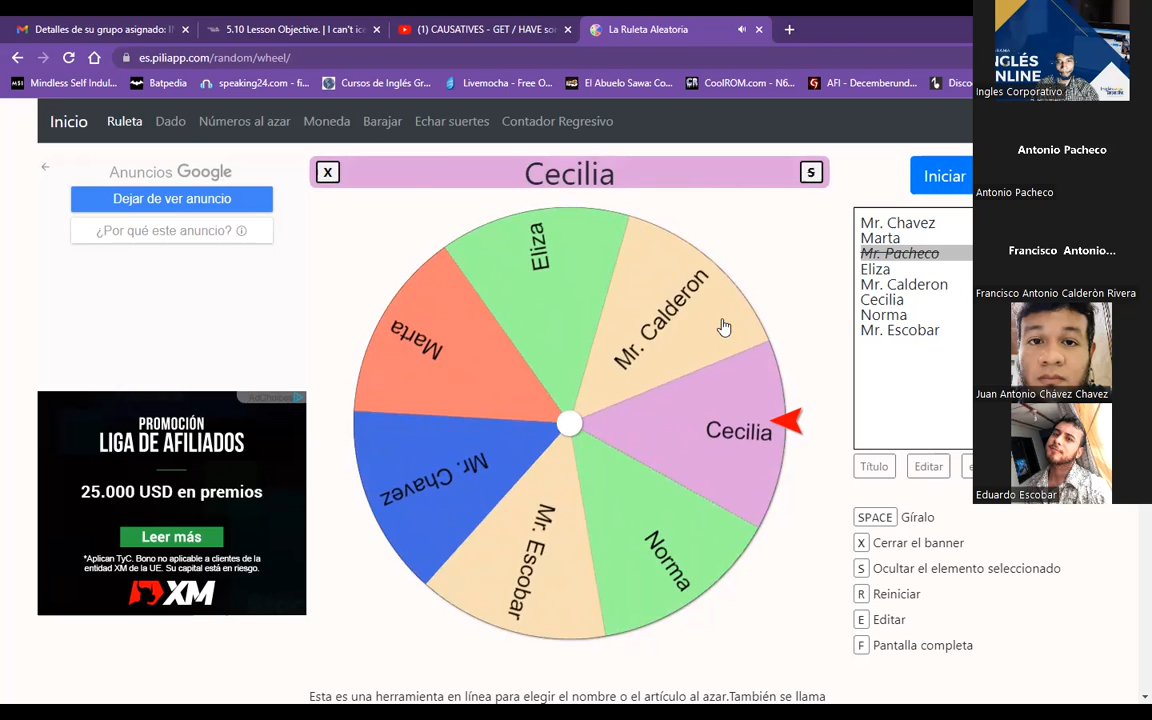 Detalles de su grupo asignado: I
5.10 Lesson Objective. | I can't ic
(1) CAUSATIVES - GET / HAVE so
La Ruleta Aleatoria
es.piliapp.com/random/wheel/
Mindless Self Indul...
Batpedia
speaking24.com - fi...
Cursos de Inglés Gr...
Livemocha - Free O...
El Abuelo Sawa: Co...
CoolROM.com - N6...
AFI - Decemberund...
Disco
Inicio
Ruleta
Dado
Números al azar
Moneda
Barajar
Echar suertes
Contador Regresivo
Anuncios Google
Dejar de ver anuncio
¿Por qué este anuncio?
X
Cecilia
S
Iniciar
Eliza
Mr. Calderon
Cecilia
Norma
Mr. Escobar
Mr. Chavez
Marta
Mr. Chavez
Marta
Mr. Pacheco
Eliza
Mr. Calderon
Cecilia
Norma
Mr. Escobar
Título
Editar
SPACE Gíralo
X Cerrar el banner
S Ocultar el elemento seleccionado
R Reiniciar
E Editar
F Pantalla completa
AdChoices
PROMOCIÓN
LIGA DE AFILIADOS
25.000 USD en premios
Leer más
*Aplican TyC. Bono no applicable a clientes de la
entidad XM de la UE. Su capital está en riesgo.
XM
Esta es una herramienta en línea para elegir el nombre o el artículo al azar.También se llama
NGLÉS
NLINE
Ingles Corporativo
Antonio Pacheco
Antonio Pacheco
Francisco Antonio...
Francisco Antonio Calderòn Rivera
Juan Antonio Chávez Chavez
Eduardo Escobar